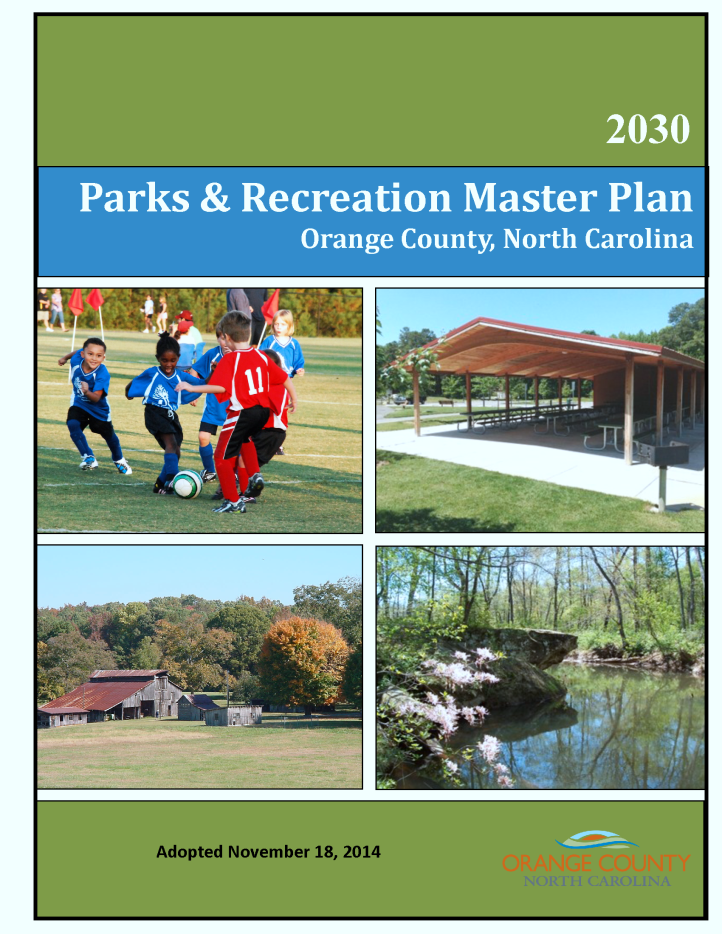 2030
Parks & Recreation Master Plan
Orange County, North Carolina
11
Adopted November 18, 2014
ORANGE COUNTY
NORTH CAROLINA